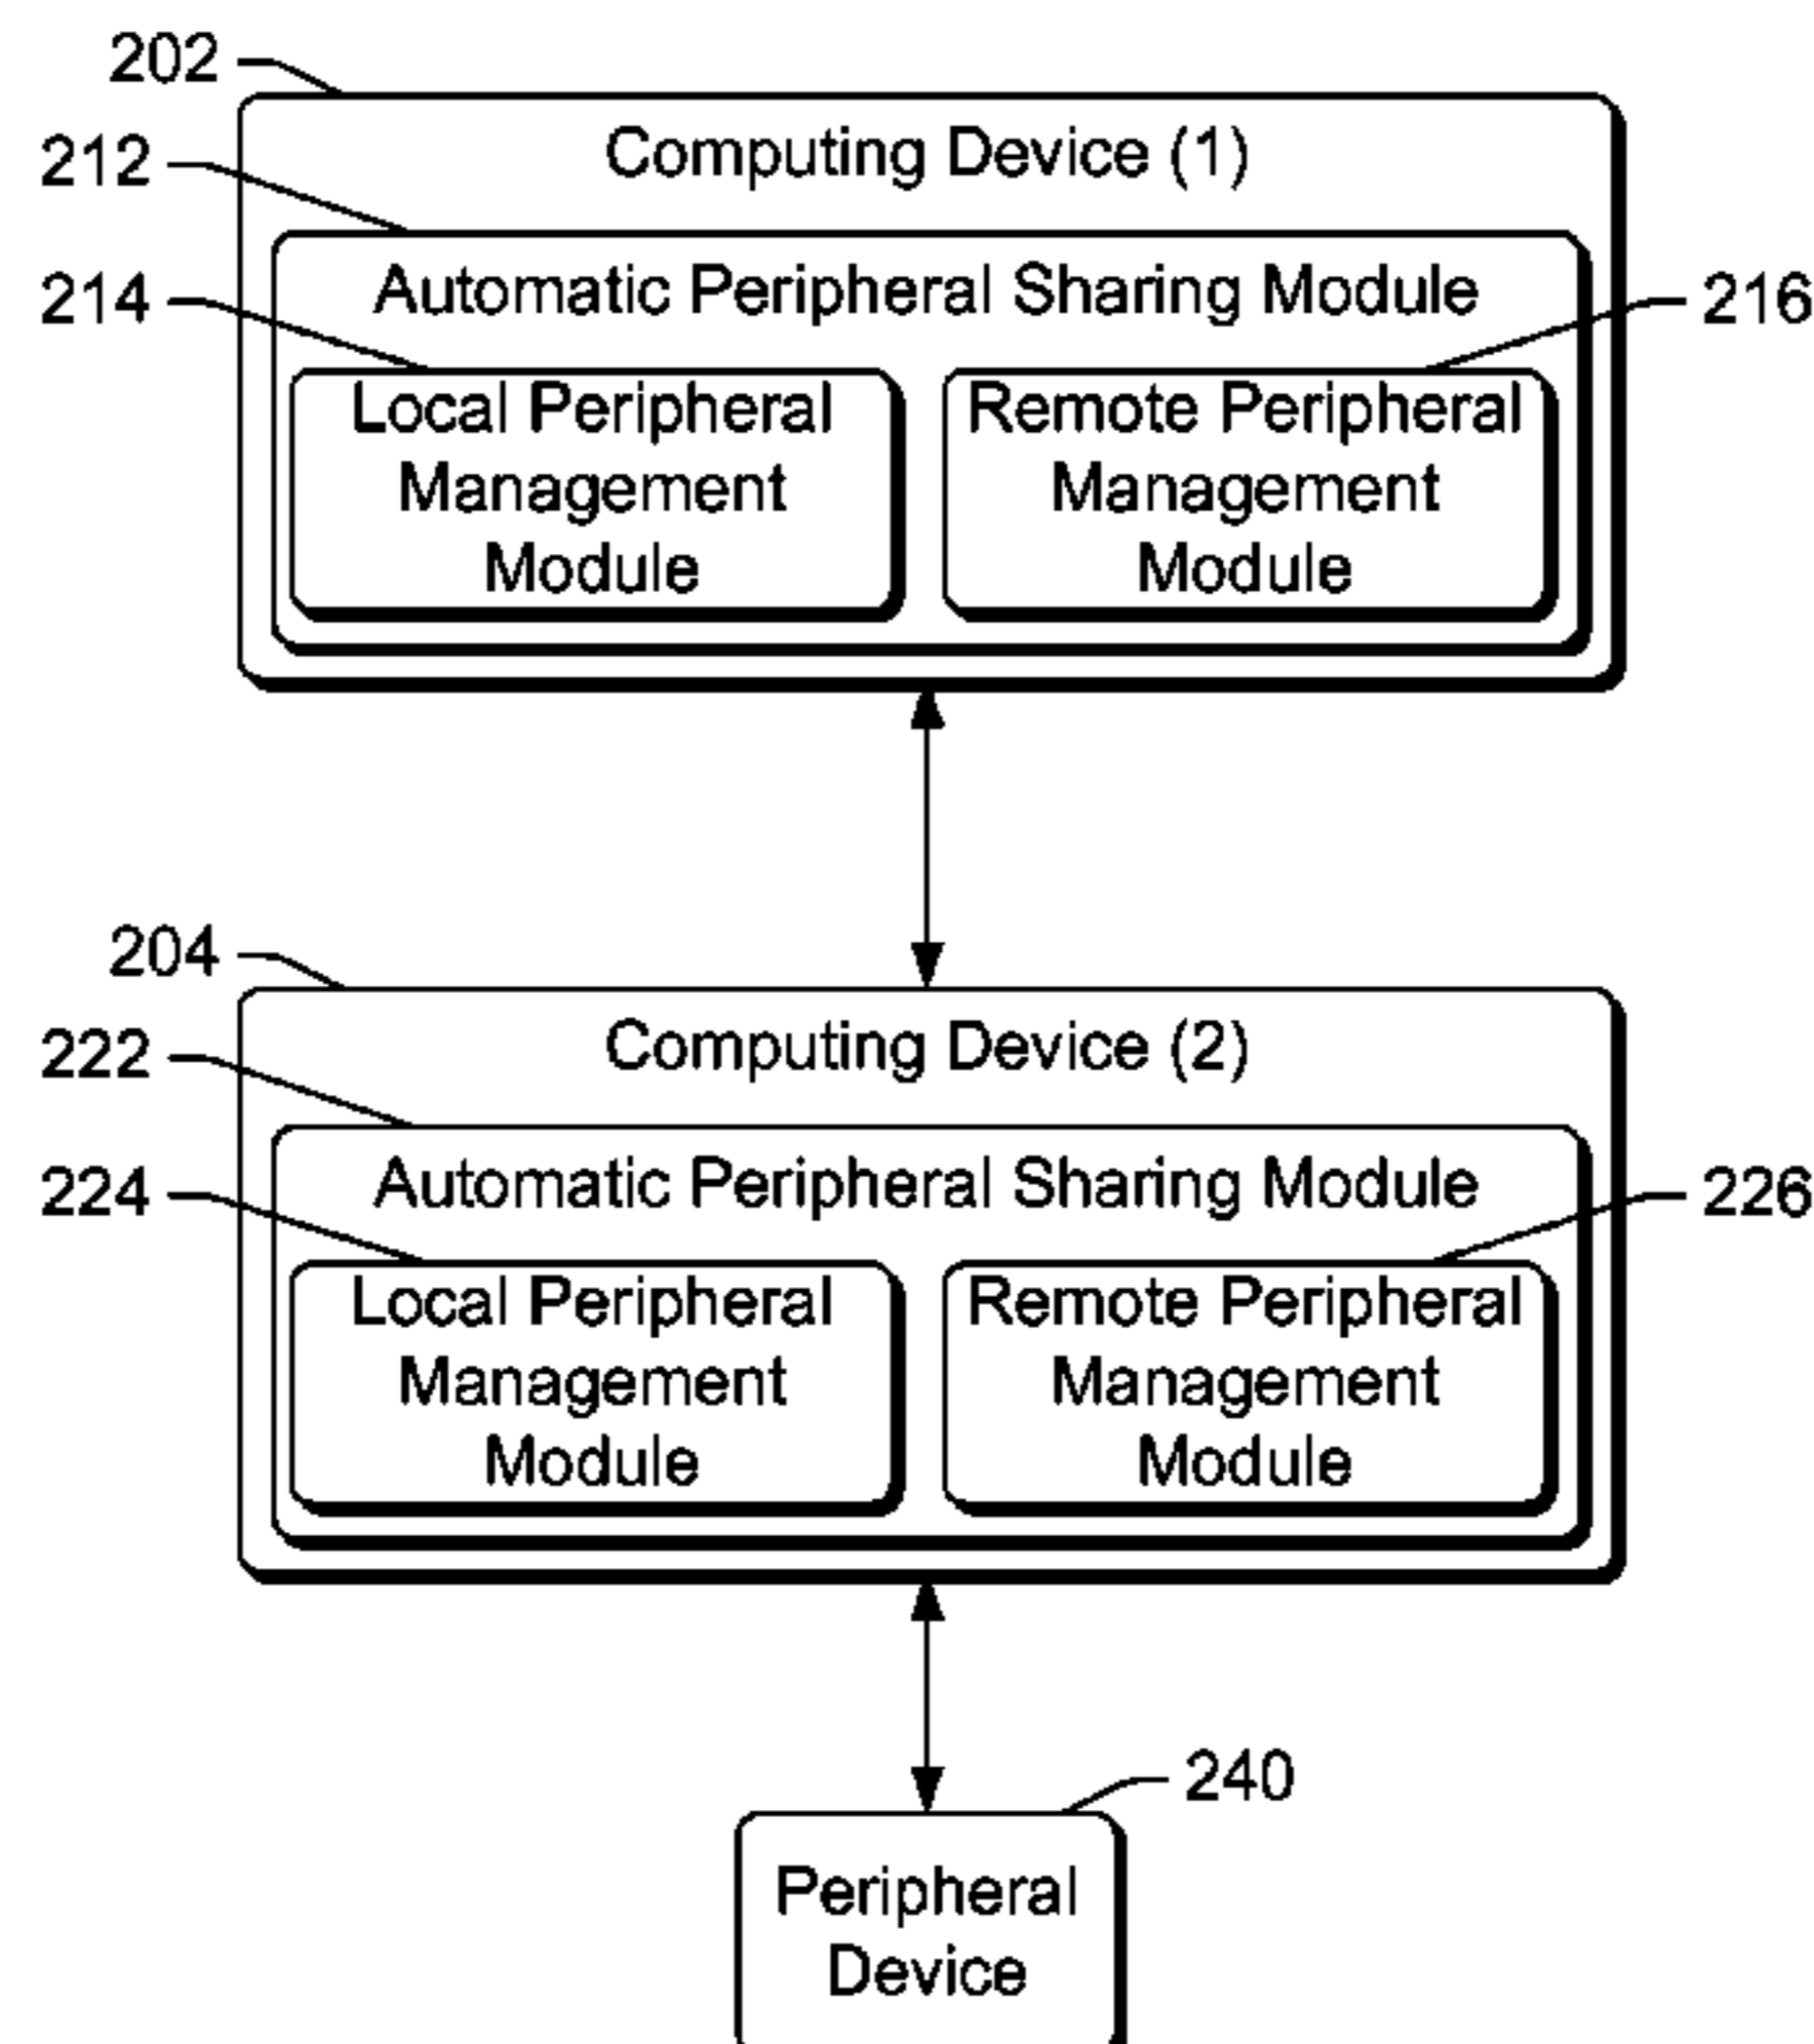 202
Computing Device (1)
212
Automatic Peripheral Sharing Module
214
216
Local Peripheral
Management
Module
Remote Peripheral
Management
Module
204
Computing Device (2)
222
Automatic Peripheral Sharing Module
224
226
Local Peripheral
Management
Module
Remote Peripheral
Management
Module
240
Peripheral
Device